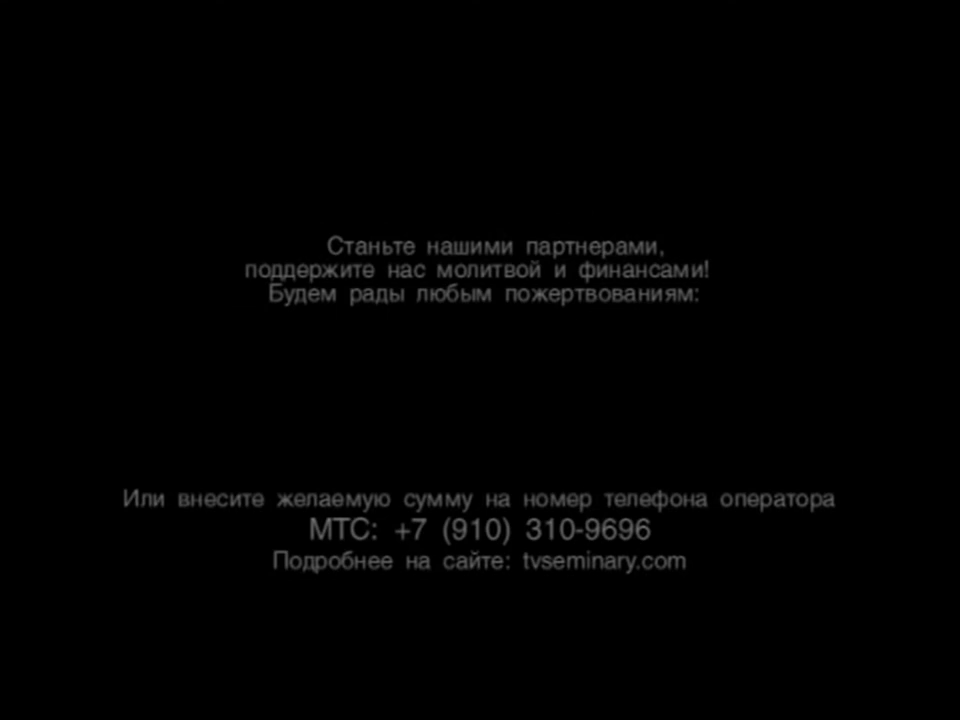 Станьте нашими партнерами,
поддержите нас молитвой и финансами!
Будем рады любым пожертвованиям:
Или внесите желаемую сумму на номер телефона оператора
МТС: +7 (910) 310-9696
Подробнее на сайте: tvseminary.com